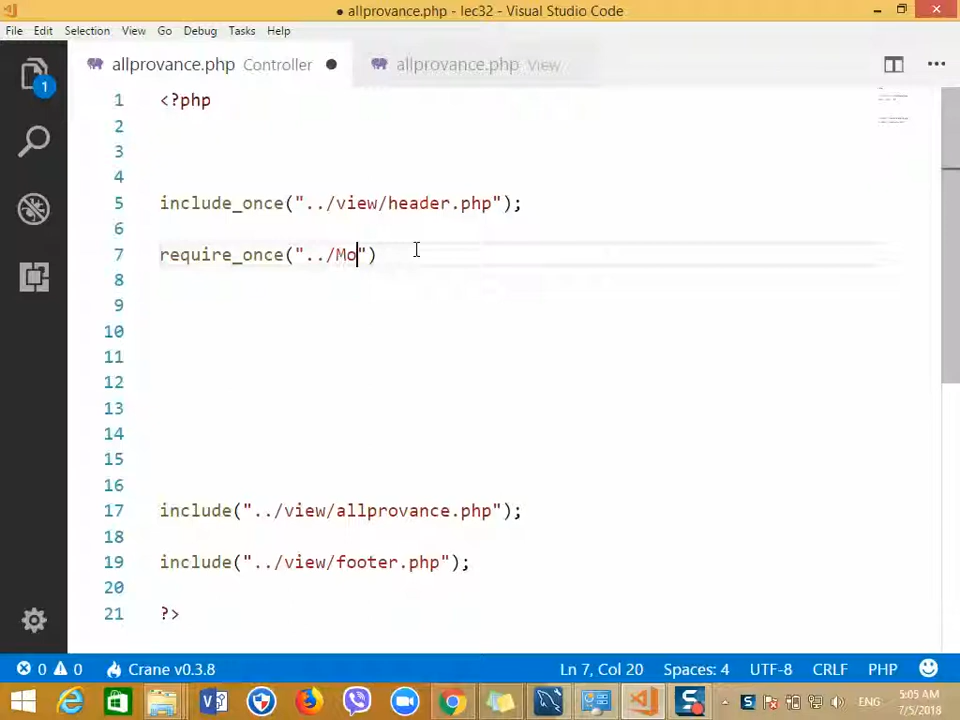 ● allprovance.php - lec32 - Visual Studio Code
File Edit Selection View Go Debug Tasks Help
allprovance.php Controller ●
allprovance.php View
1 <?php
2
3
4
5 include_once("../view/header.php");
6
7 require_once("../Mo")
8
9
10
11
12
13
14
15
16
17 include("../view/allprovance.php");
18
19 include("../view/footer.php");
20
21 ?>
1
0 0 Crane v0.3.8 Ln 7, Col 20 Spaces: 4 UTF-8 CRLF PHP
ENG
5:05 AM
7/5/2018